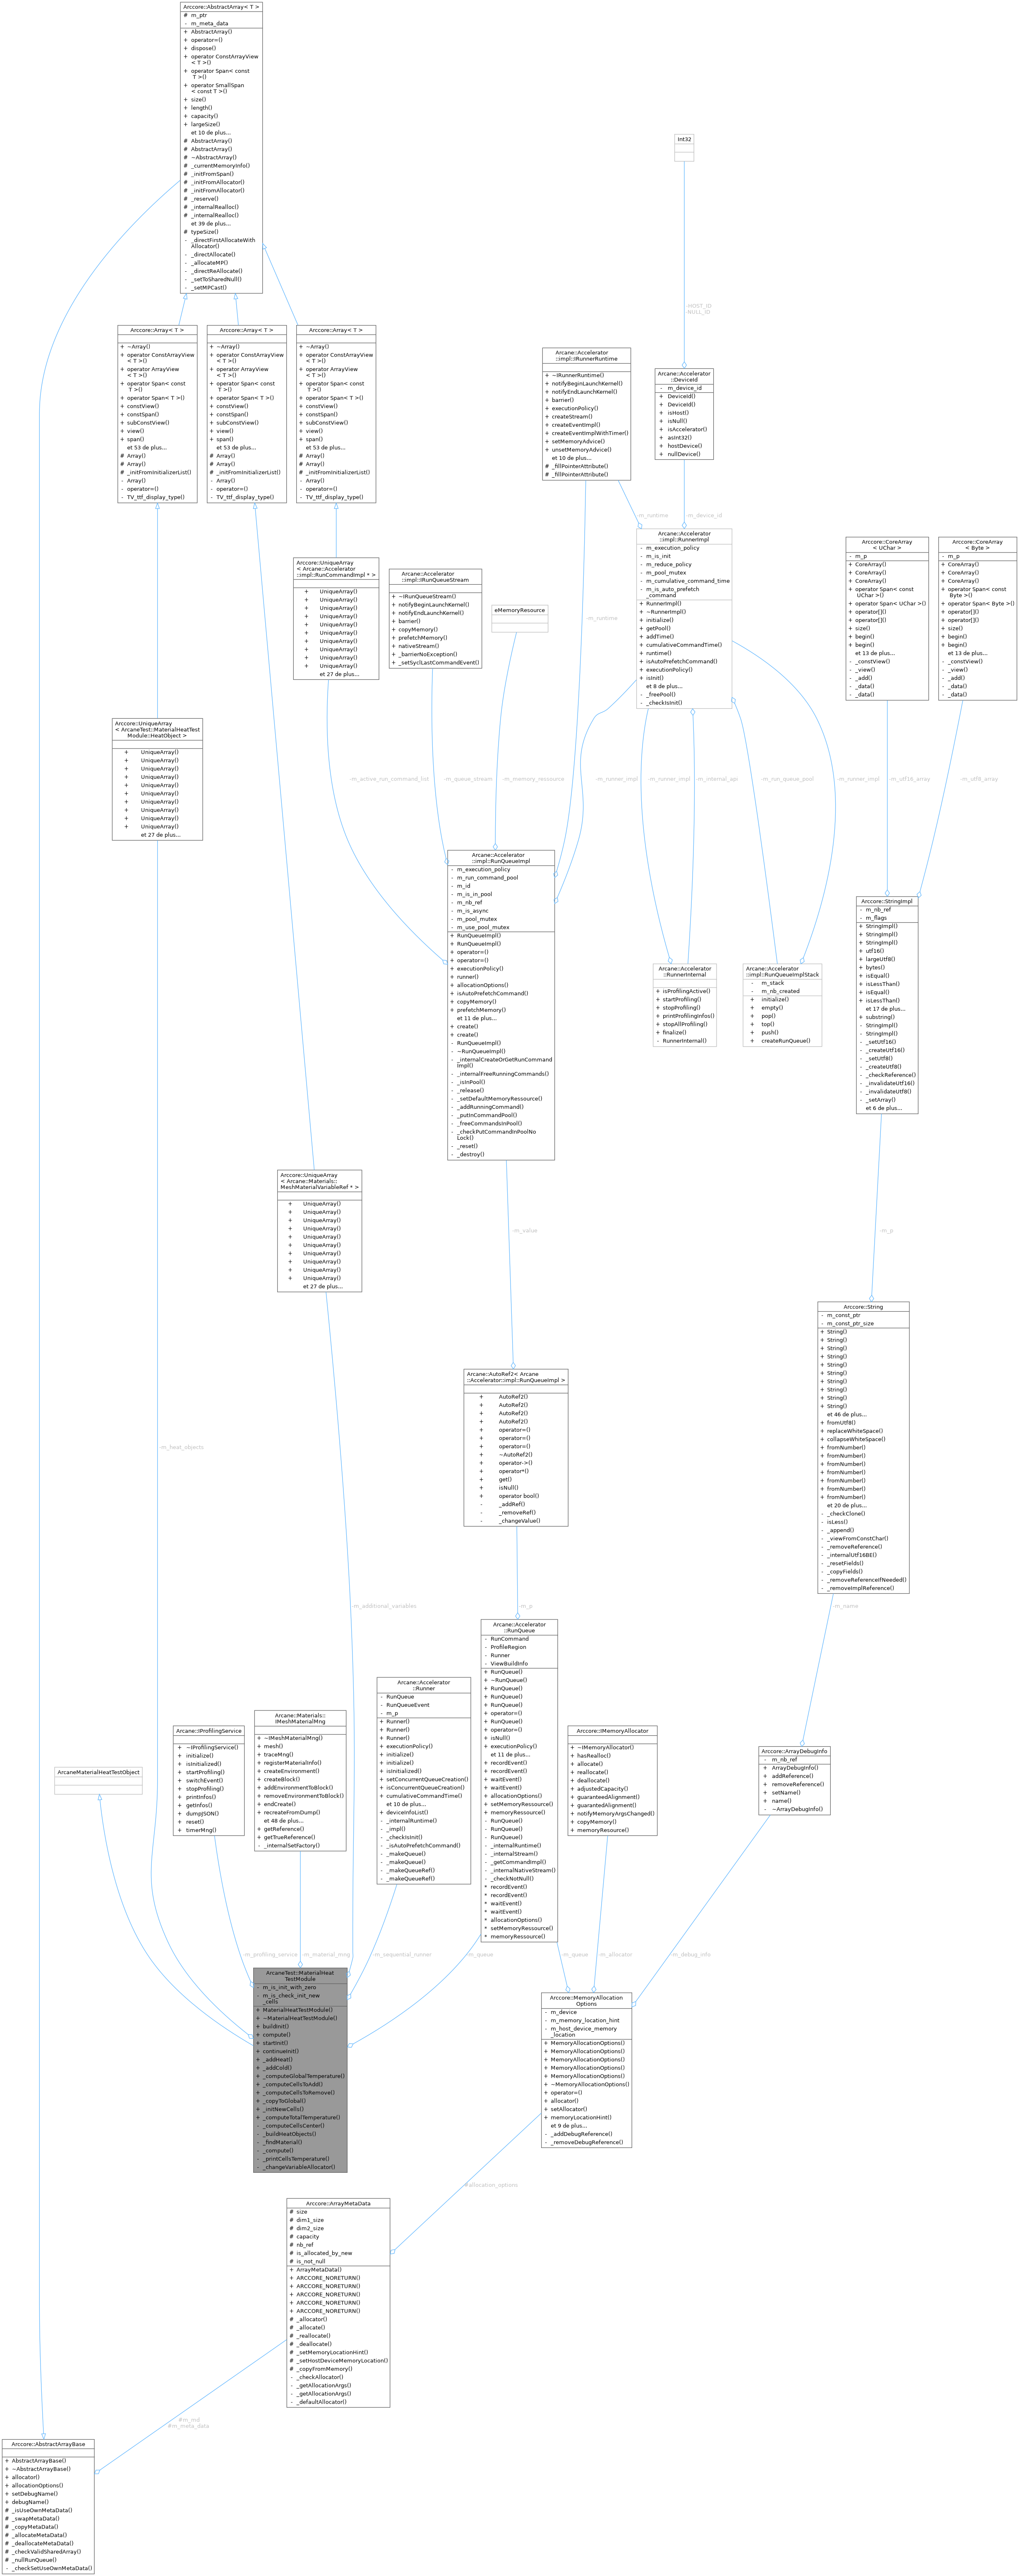 Arccore::AbstractArray< T >
# m_ptr
- m_meta_data
+ AbstractArray()
+ operator=()
+ dispose()
+ operator ConstArrayView
< T >()
+ operator Span< const
 T >()
+ operator SmallSpan
< const T >()
+ size()
+ length()
+ capacity()
+ largeSize()
et 10 de plus...
# AbstractArray()
# AbstractArray()
# ~AbstractArray()
# _currentMemoryInfo()
# _initFromSpan()
# _initFromAllocator()
# _initFromAllocator()
# _reserve()
# _internalRealloc()
# _internalRealloc()
et 39 de plus...
# typeSize()
- _directFirstAllocateWith
Allocator()
- _directAllocate()
- _allocateMP()
- _directReAllocate()
- _setToSharedNull()
- _setMPCast()
Int32
-HOST_ID
-NULL_ID
Arccore::Array< T >
+ ~Array()
+ operator ConstArrayView
< T >()
+ operator ArrayView
< T >()
+ operator Span< const
 T >()
+ operator Span< T >()
+ constView()
+ constSpan()
+ subConstView()
+ view()
+ span()
et 53 de plus...
# Array()
# Array()
# _initFromInitializerList()
- Array()
- operator=()
- TV_ttf_display_type()
Arccore::Array< T >
+ ~Array()
+ operator ConstArrayView
< T >()
+ operator ArrayView
< T >()
+ operator Span< const
 T >()
+ operator Span< T >()
+ constView()
+ constSpan()
+ subConstView()
+ view()
+ span()
et 53 de plus...
# Array()
# Array()
# _initFromInitializerList()
- Array()
- operator=()
- TV_ttf_display_type()
Arccore::Array< T >
+ ~Array()
+ operator ConstArrayView
< T >()
+ operator ArrayView
< T >()
+ operator Span< const
 T >()
+ operator Span< T >()
+ constView()
+ constSpan()
+ subConstView()
+ view()
+ span()
et 53 de plus...
# Array()
# Array()
# _initFromInitializerList()
- Array()
- operator=()
- TV_ttf_display_type()
Arcane::Accelerator
::impl::IRunnerRuntime
+ ~IRunnerRuntime()
+ notifyBeginLaunchKernel()
+ notifyEndLaunchKernel()
+ barrier()
+ executionPolicy()
+ createStream()
+ createEventImpl()
+ createEventImplWithTimer()
+ setMemoryAdvice()
+ unsetMemoryAdvice()
et 10 de plus...
# _fillPointerAttribute()
# _fillPointerAttribute()
Arcane::Accelerator
::DeviceId
- m_device_id
+ DeviceId()
+ DeviceId()
+ isHost()
+ isNull()
+ isAccelerator()
+ asInt32()
+ hostDevice()
+ nullDevice()
-m_runtime
-m_device_id
Arcane::Accelerator
::impl::RunnerImpl
- m_execution_policy
- m_is_init
- m_reduce_policy
- m_pool_mutex
- m_cumulative_command_time
- m_is_auto_prefetch
_command
+ RunnerImpl()
+ ~RunnerImpl()
+ initialize()
+ getPool()
+ addTime()
+ cumulativeCommandTime()
+ runtime()
+ isAutoPrefetchCommand()
+ executionPolicy()
+ isInit()
et 8 de plus...
- _freePool()
- _checkIsInit()
Arccore::CoreArray
< UChar >
- m_p
+ CoreArray()
+ CoreArray()
+ CoreArray()
+ operator Span< const
 UChar >()
+ operator Span< UChar >()
+ operator[]()
+ operator[]()
+ size()
+ begin()
+ begin()
et 13 de plus...
- _constView()
- _view()
- _add()
- _data()
- _data()
Arccore::CoreArray
< Byte >
- m_p
+ CoreArray()
+ CoreArray()
+ CoreArray()
+ operator Span< const
 Byte >()
+ operator Span< Byte >()
+ operator[]()
+ operator[]()
+ size()
+ begin()
+ begin()
et 13 de plus...
- _constView()
- _view()
- _add()
- _data()
- _data()
Arccore::UniqueArray
< Arcane::Accelerator
::impl::RunCommandImpl * >
+ UniqueArray()
+ UniqueArray()
+ UniqueArray()
+ UniqueArray()
+ UniqueArray()
+ UniqueArray()
+ UniqueArray()
+ UniqueArray()
+ UniqueArray()
+ UniqueArray()
et 27 de plus...
Arcane::Accelerator
::impl::IRunQueueStream
+ ~IRunQueueStream()
+ notifyBeginLaunchKernel()
+ notifyEndLaunchKernel()
+ barrier()
+ copyMemory()
+ prefetchMemory()
+ nativeStream()
+ _barrierNoException()
+ _setSyclLastCommandEvent()
eMemoryResource
-m_runtime
Arccore::UniqueArray
< ArcaneTest::MaterialHeatTest
Module::HeatObject >
+ UniqueArray()
+ UniqueArray()
+ UniqueArray()
+ UniqueArray()
+ UniqueArray()
+ UniqueArray()
+ UniqueArray()
+ UniqueArray()
+ UniqueArray()
+ UniqueArray()
et 27 de plus...
-m_active_run_command_list
-m_queue_stream
-m_memory_ressource
-m_runner_impl
-m_runner_impl
-m_internal_api
-m_run_queue_pool
-m_runner_impl
-m_utf16_array
-m_utf8_array
Arcane::Accelerator
::impl::RunQueueImpl
- m_execution_policy
- m_run_command_pool
- m_id
- m_is_in_pool
- m_nb_ref
- m_is_async
- m_pool_mutex
- m_use_pool_mutex
+ RunQueueImpl()
+ RunQueueImpl()
+ operator=()
+ operator=()
+ executionPolicy()
+ runner()
+ allocationOptions()
+ isAutoPrefetchCommand()
+ copyMemory()
+ prefetchMemory()
et 11 de plus...
+ create()
+ create()
- RunQueueImpl()
- ~RunQueueImpl()
- _internalCreateOrGetRunCommand
Impl()
- _internalFreeRunningCommands()
- _isInPool()
- _release()
- _setDefaultMemoryRessource()
- _addRunningCommand()
- _putInCommandPool()
- _freeCommandsInPool()
- _checkPutCommandInPoolNo
Lock()
- _reset()
- _destroy()
Arcane::Accelerator
::RunnerInternal
+ isProfilingActive()
+ startProfiling()
+ stopProfiling()
+ printProfilingInfos()
+ stopAllProfiling()
+ finalize()
- RunnerInternal()
Arcane::Accelerator
::impl::RunQueueImplStack
- m_stack
- m_nb_created
+ initialize()
+ empty()
+ pop()
+ top()
+ push()
+ createRunQueue()
Arccore::StringImpl
- m_nb_ref
- m_flags
+ StringImpl()
+ StringImpl()
+ StringImpl()
+ utf16()
+ largeUtf8()
+ bytes()
+ isEqual()
+ isLessThan()
+ isEqual()
+ isLessThan()
et 17 de plus...
+ substring()
- StringImpl()
- StringImpl()
- _setUtf16()
- _createUtf16()
- _setUtf8()
- _createUtf8()
- _checkReference()
- _invalidateUtf16()
- _invalidateUtf8()
- _setArray()
et 6 de plus...
Arccore::UniqueArray
< Arcane::Materials::
MeshMaterialVariableRef * >
+ UniqueArray()
+ UniqueArray()
+ UniqueArray()
+ UniqueArray()
+ UniqueArray()
+ UniqueArray()
+ UniqueArray()
+ UniqueArray()
+ UniqueArray()
+ UniqueArray()
et 27 de plus...
-m_value
-m_p
Arccore::String
- m_const_ptr
- m_const_ptr_size
+ String()
+ String()
+ String()
+ String()
+ String()
+ String()
+ String()
+ String()
+ String()
+ String()
et 46 de plus...
+ fromUtf8()
+ replaceWhiteSpace()
+ collapseWhiteSpace()
+ fromNumber()
+ fromNumber()
+ fromNumber()
+ fromNumber()
+ fromNumber()
+ fromNumber()
+ fromNumber()
et 20 de plus...
- _checkClone()
- isLess()
- _append()
- _viewFromConstChar()
- _removeReference()
- _internalUtf16BE()
- _resetFields()
- _copyFields()
- _removeReferenceIfNeeded()
- _removeImplReference()
Arcane::AutoRef2< Arcane
::Accelerator::impl::RunQueueImpl >
+ AutoRef2()
+ AutoRef2()
+ AutoRef2()
+ AutoRef2()
+ operator=()
+ operator=()
+ operator=()
+ ~AutoRef2()
+ operator->()
+ operator*()
+ get()
+ isNull()
+ operator bool()
- _addRef()
- _removeRef()
- _changeValue()
-m_heat_objects
-m_additional_variables
-m_p
-m_name
Arcane::Accelerator
::RunQueue
- RunCommand
- ProfileRegion
- Runner
- ViewBuildInfo
+ RunQueue()
+ ~RunQueue()
+ RunQueue()
+ RunQueue()
+ RunQueue()
+ operator=()
+ RunQueue()
+ operator=()
+ isNull()
+ executionPolicy()
et 11 de plus...
+ recordEvent()
+ recordEvent()
+ waitEvent()
+ waitEvent()
+ allocationOptions()
+ setMemoryRessource()
+ memoryRessource()
- RunQueue()
- RunQueue()
- RunQueue()
- _internalRuntime()
- _internalStream()
- _getCommandImpl()
- _internalNativeStream()
- _checkNotNull()
* recordEvent()
* recordEvent()
* waitEvent()
* waitEvent()
* allocationOptions()
* setMemoryRessource()
* memoryRessource()
Arcane::Accelerator
::Runner
- RunQueue
- RunQueueEvent
- m_p
+ Runner()
+ Runner()
+ Runner()
+ executionPolicy()
+ initialize()
+ initialize()
+ isInitialized()
+ setConcurrentQueueCreation()
+ isConcurrentQueueCreation()
+ cumulativeCommandTime()
et 10 de plus...
+ deviceInfoList()
- _internalRuntime()
- _impl()
- _checkIsInit()
- _isAutoPrefetchCommand()
- _makeQueue()
- _makeQueue()
- _makeQueueRef()
- _makeQueueRef()
Arcane::Materials::
IMeshMaterialMng
+ ~IMeshMaterialMng()
+ mesh()
+ traceMng()
+ registerMaterialInfo()
+ createEnvironment()
+ createBlock()
+ addEnvironmentToBlock()
+ removeEnvironmentToBlock()
+ endCreate()
+ recreateFromDump()
et 48 de plus...
+ getReference()
+ getTrueReference()
- _internalSetFactory()
Arcane::IProfilingService
+ ~IProfilingService()
+ initialize()
+ isInitialized()
+ startProfiling()
+ switchEvent()
+ stopProfiling()
+ printInfos()
+ getInfos()
+ dumpJSON()
+ reset()
+ timerMng()
ArcaneMaterialHeatTestObject
Arccore::IMemoryAllocator
+ ~IMemoryAllocator()
+ hasRealloc()
+ allocate()
+ reallocate()
+ deallocate()
+ adjustedCapacity()
+ guaranteedAlignment()
+ guarantedAlignment()
+ notifyMemoryArgsChanged()
+ copyMemory()
+ memoryResource()
Arccore::ArrayDebugInfo
- m_nb_ref
+ ArrayDebugInfo()
+ addReference()
+ removeReference()
+ setName()
+ name()
- ~ArrayDebugInfo()
-m_profiling_service
-m_material_mng
-m_sequential_runner
-m_queue
-m_queue
-m_allocator
-m_debug_info
ArcaneTest::MaterialHeat
TestModule
- m_is_init_with_zero
- m_is_check_init_new
_cells
+ MaterialHeatTestModule()
+ ~MaterialHeatTestModule()
+ buildInit()
+ compute()
+ startInit()
+ continueInit()
+ _addHeat()
+ _addCold()
+ _computeGlobalTemperature()
+ _computeCellsToAdd()
+ _computeCellsToRemove()
+ _copyToGlobal()
+ _initNewCells()
+ _computeTotalTemperature()
- _computeCellsCenter()
- _buildHeatObjects()
- _findMaterial()
- _compute()
- _printCellsTemperature()
- _changeVariableAllocator()
Arccore::MemoryAllocation
Options
- m_device
- m_memory_location_hint
- m_host_device_memory
_location
+ MemoryAllocationOptions()
+ MemoryAllocationOptions()
+ MemoryAllocationOptions()
+ MemoryAllocationOptions()
+ MemoryAllocationOptions()
+ ~MemoryAllocationOptions()
+ operator=()
+ allocator()
+ setAllocator()
+ memoryLocationHint()
et 9 de plus...
- _addDebugReference()
- _removeDebugReference()
#allocation_options
Arccore::ArrayMetaData
# size
# dim1_size
# dim2_size
# capacity
# nb_ref
# is_allocated_by_new
# is_not_null
+ ArrayMetaData()
+ ARCCORE_NORETURN()
+ ARCCORE_NORETURN()
+ ARCCORE_NORETURN()
+ ARCCORE_NORETURN()
+ ARCCORE_NORETURN()
# _allocator()
# _allocate()
# _reallocate()
# _deallocate()
# _setMemoryLocationHint()
# _setHostDeviceMemoryLocation()
# _copyFromMemory()
- _checkAllocator()
- _getAllocationArgs()
- _getAllocationArgs()
- _defaultAllocator()
#m_md
#m_meta_data
Arccore::AbstractArrayBase
+ AbstractArrayBase()
+ ~AbstractArrayBase()
+ allocator()
+ allocationOptions()
+ setDebugName()
+ debugName()
# _isUseOwnMetaData()
# _swapMetaData()
# _copyMetaData()
# _allocateMetaData()
# _deallocateMetaData()
# _checkValidSharedArray()
# _nullRunQueue()
- _checkSetUseOwnMetaData()